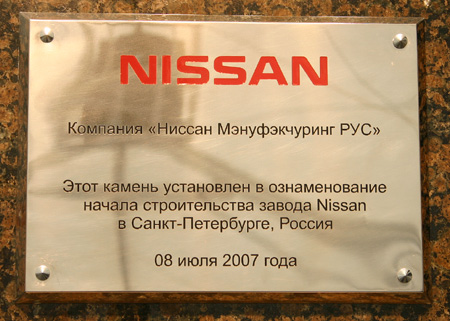 NISSAN
Компания «Ниссан Мэнуфэкчуринг РУС»
Этот камень установлен в ознаменование
начала строительства завода Nissan
в Санкт-Петербурге, Россия
08 июля 2007 года